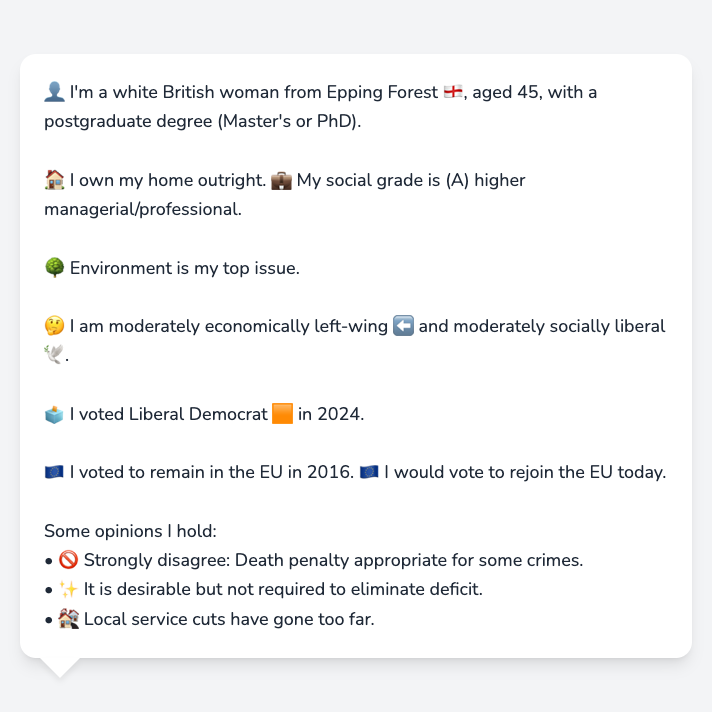 👤 I'm a white British woman from Epping Forest 🏴󠁧󠁢󠁥󠁮󠁧󠁿, aged 45, with a
postgraduate degree (Master's or PhD).
🏠 I own my home outright. 💼 My social grade is (A) higher
managerial/professional.
🌳 Environment is my top issue.
🤔 I am moderately economically left-wing ⬅️ and moderately socially liberal
🕊️.
🗳️ I voted Liberal Democrat 🟧 in 2024.
🇪🇺 I voted to remain in the EU in 2016. 🇪🇺 I would vote to rejoin the EU today.
Some opinions I hold:
• 🚫 Strongly disagree: Death penalty appropriate for some crimes.
• ✨ It is desirable but not required to eliminate deficit.
• 🏚️ Local service cuts have gone too far.